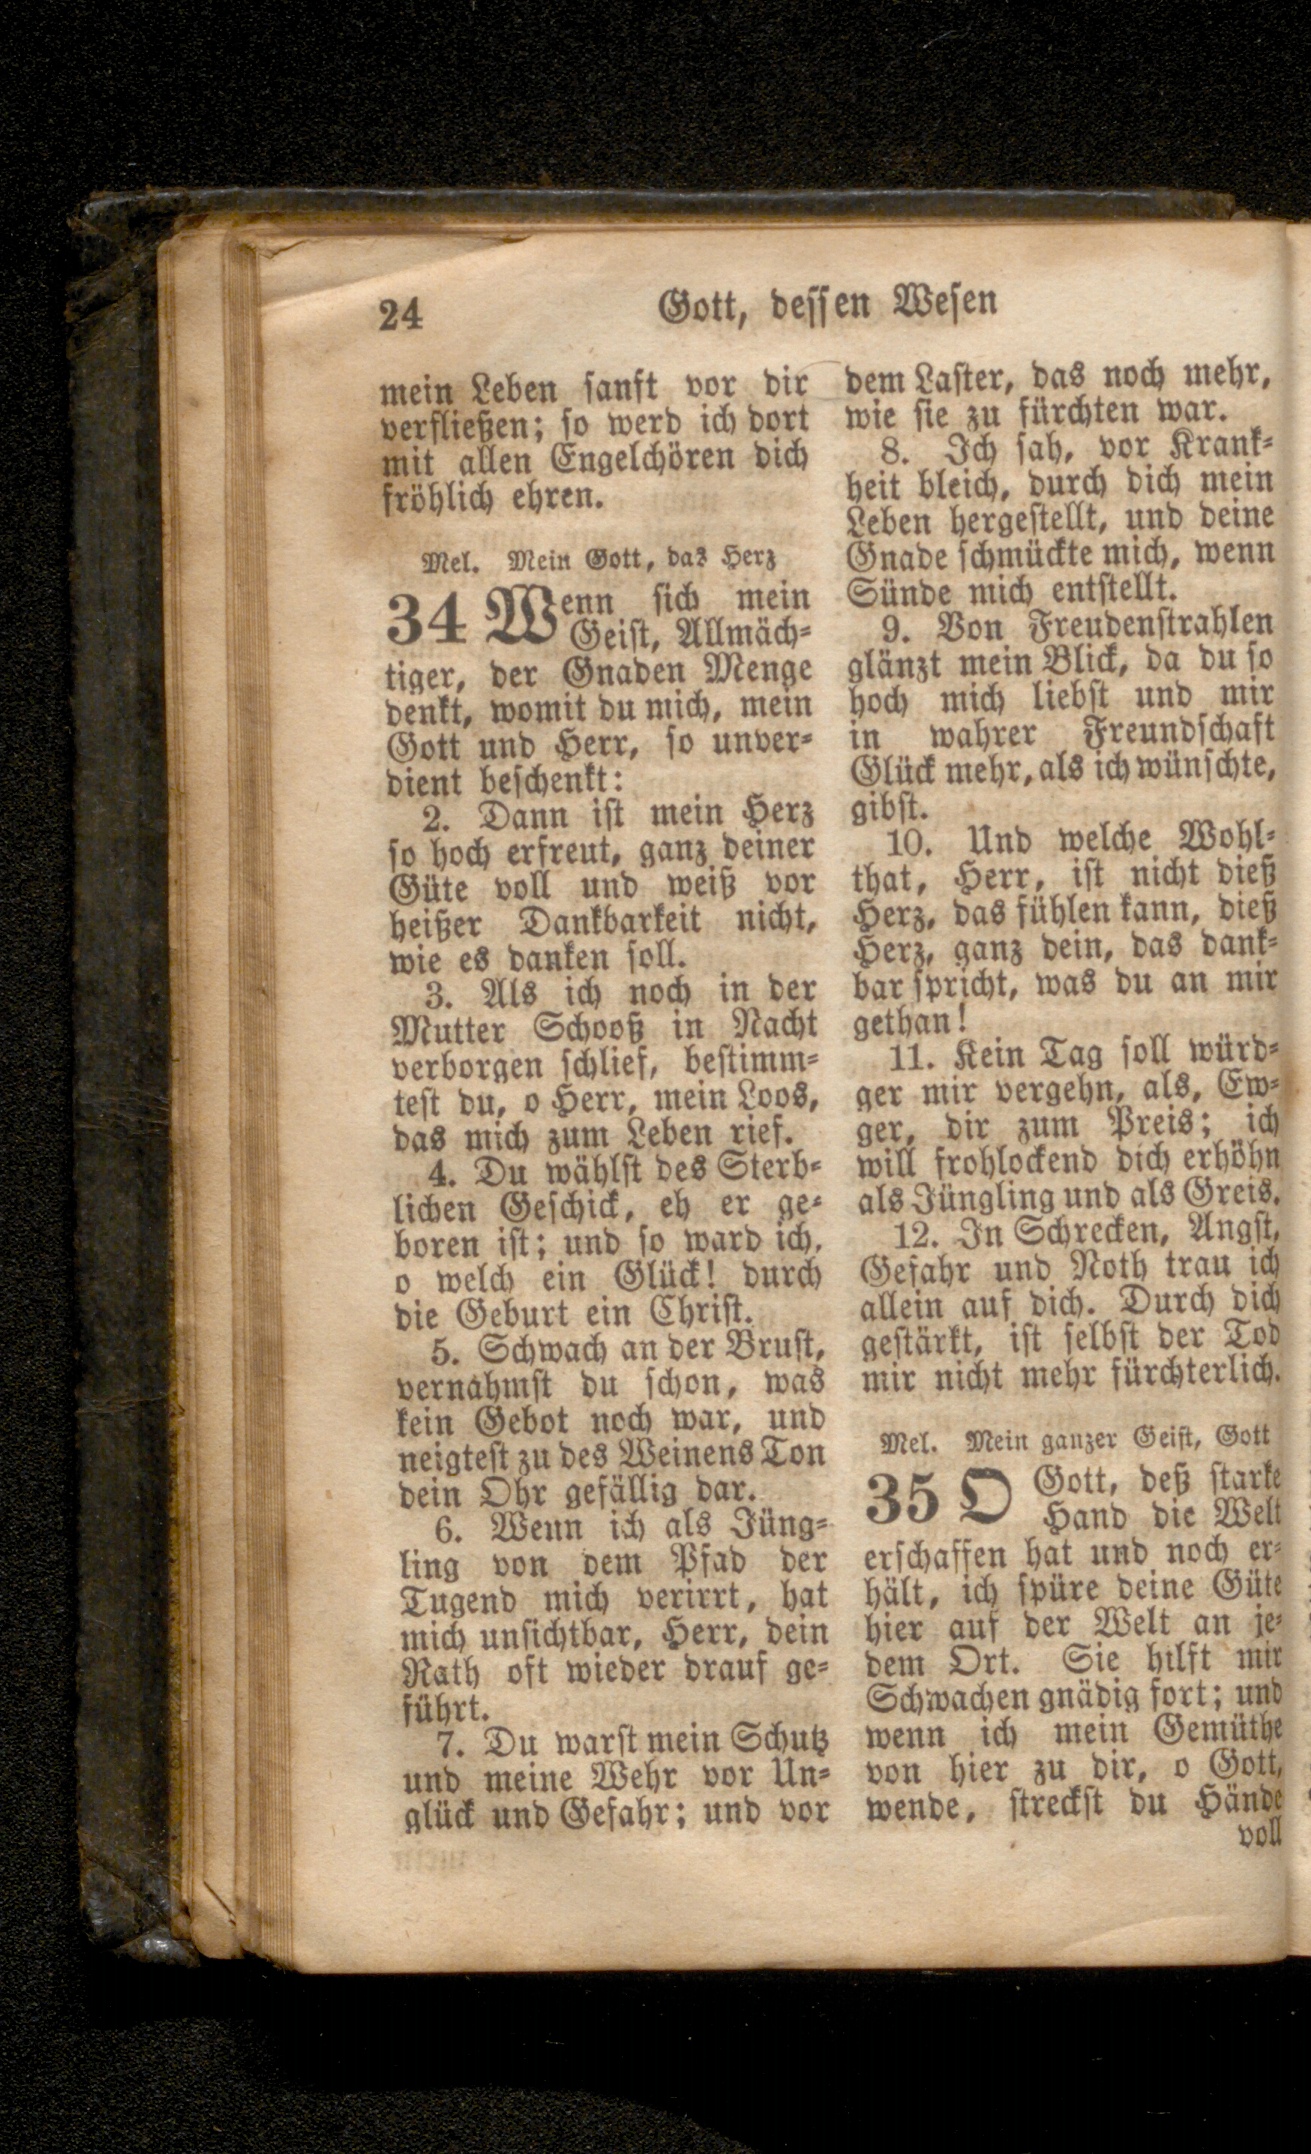 24
Gott, dessen Wesen
mein Leben sanft vor dir
verfließen; so werd ich dort
mit allen Engelchören dich
fröhlich ehren.
Mel. Mein Gott, das Herz
34 Wenn sich mein
Geist, Allmäch-
tiger, der Gnaden Menge
denkt, womit du mich, mein
Gott und Herr, so unver-
dient beschenkt:
2. Dann ist mein Herz
so hoch erfreut, ganz deiner
Güte voll und weiß vor
heißer Dankbarkeit nicht,
wie es danken soll.
3. Als ich noch in der
Mutter Schooß in Nacht
verborgen schlief, bestimm-
test du, o Herr, mein Loos,
das mich zum Leben rief.
4. Du wählst des Sterb-
lichen Geschick, eh er ge-
boren ist; und so ward ich,
o welch ein Glück! durch
die Geburt ein Christ.
5. Schwach an der Brust,
vernahmst du schon, was
kein Gebot noch war, und
neigtest zu des Weinens Ton
dein Ohr gefällig dar.
6. Wenn ich als Jüng-
ling von dem Pfad der
Tugend mich verirrt, hat
mich unsichtbar, Herr, dein
Rath oft wieder drauf ge-
führt.
7. Du warst mein Schutz
und meine Wehr vor Un-
glück und Gefahr; und vor
dem Laster, das noch mehr,
wie sie zu fürchten war.
8. Ich sah, vor Krank-
heit bleich, durch dich mein
Leben hergestellt, und deine
Gnade schmückte mich, wenn
Sünde mich entstellt.
9. Von Freudenstrahlen
glänzt mein Blick, da du so
hoch mich liebst und mir
in wahrer Freundschaft
Glück mehr, als ich wünschte,
gibst.
10. Und welche Wohl-
that, Herr, ist nicht dieß
Herz, das fühlen kann, dieß
Herz, ganz dein, das dank-
bar spricht, was du an mir
gethan!
11. Kein Tag soll würd-
ger mir vergehn, als, Ew-
ger, dir zum Preis; ich
will frohlockend dich erhöhn
als Jüngling und als Greis.
12. In Schrecken, Angst,
Gefahr und Noth trau ich
allein auf dich. Durch dich
gestärkt, ist selbst der Tod
mir nicht mehr fürchterlich.
Mel. Mein ganzer Geist, Gott
35 O Gott, deß starke
Hand die Welt
erschaffen hat und noch er-
hält, ich spüre deine Güte
hier auf der Welt an je-
dem Ort. Sie hilft mir
Schwachen gnädig fort; und
wenn ich mein Gemüthe
von hier zu dir, o Gott,
wende, streckst du Hände
voll